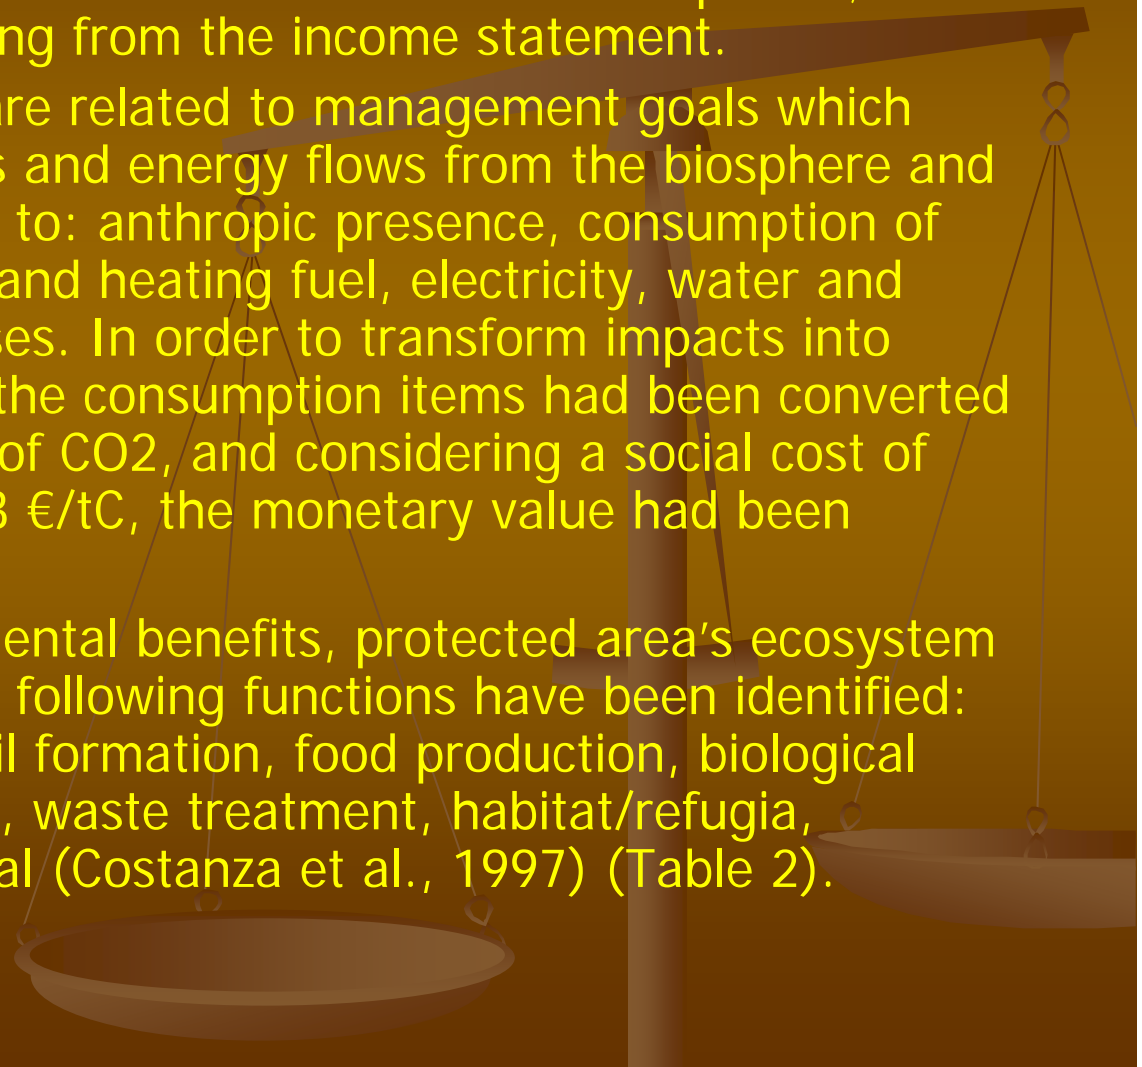 ng from the income statement.
are related to management goals which
s and energy flows from the biosphere and
to: anthropic presence, consumption of
and heating fuel, electricity, water and
ses. In order to transform impacts into
the consumption items had been converted
of CO2, and considering a social cost of
3 €/tC, the monetary value had been
ental benefits, protected area’s ecosystem
following functions have been identified:
il formation, food production, biological
, waste treatment, habitat/refugia,
al (Costanza et al., 1997) (Table 2).